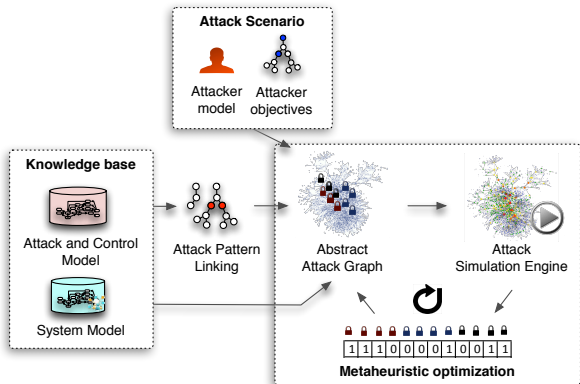 Attack Scenario
Attacker
model
Attacker
objectives
Knowledge base
Attack and Control
Model
System Model
Attack Pattern
Linking
Abstract
Attack Graph
Attack
Simulation Engine
1 1 1 0 0 0 0 1 0 0 1 1
Metaheuristic optimization